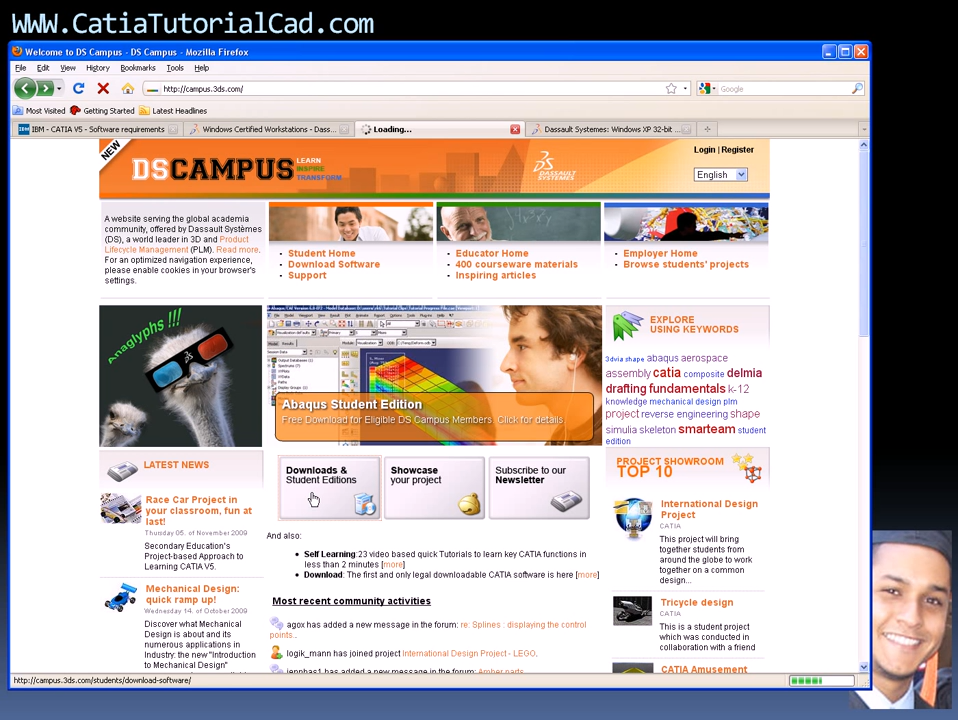 WWW.CatiaTutorialCad.com
Welcome to DS Campus - DS Campus - Mozilla Firefox
File Edit View History Bookmarks Tools Help
http://campus.3ds.com/
Google
Most Visited Getting Started Latest Headlines
IBM - CATIA V5 - Software requirements
Windows Certified Workstations - Dass...
Loading...
Dassault Systemes: Windows XP 32-bit ...
NEW
DSCAMPUS
LEARN
INSPIRE
TRANSFORM
DASSAULT
SYSTEMES
Login | Register
English
A website serving the global academia
community, offered by Dassault Systèmes
(DS), a world leader in 3D and Product
Lifecycle Management (PLM). Read more.
For an optimized navigation experience,
please enable cookies in your browser's
settings.
Student Home
Download Software
Support
Educator Home
400 courseware materials
Inspiring articles
Employer Home
Browse students' projects
Anaglyphs !!!
Abaqus Student Edition
Free Download for Eligible DS Campus Members. Click for details.
EXPLORE
USING KEYWORDS
3dvia shape abaqus aerospace
assembly catia composite delmia
drafting fundamentals k-12
knowledge mechanical design plm
project reverse engineering shape
simulia skeleton smarteam student
edition
Downloads &
Student Editions
Showcase
your project
Subscribe to our
Newsletter
LATEST NEWS
Race Car Project in
your classroom, fun at
last!
Thursday 05. of November 2009
Secondary Education's
Project-based Approach to
Learning CATIA V5.
Mechanical Design:
quick ramp up!
Wednesday 14. of October 2009
Discover what Mechanical
Design is about and its
numerous applications in
Industry: the new "Introduction
to Mechanical Design"
And also:
Self Learning:23 video based quick Tutorials to learn key CATIA functions in
less than 2 minutes [more]
Download: The first and only legal downloadable CATIA software is here [more]
Most recent community activities
agox has added a new message in the forum: re: Splines : displaying the control
points..
logik_mann has joined project International Design Project - LEGO.
jennhas1 has added a new message in the forum: Amber parts
PROJECT SHOWROOM
TOP 10
International Design
Project
CATIA
This project will bring
together students from
around the globe to work
together on a common
design...
Tricycle design
CATIA
This is a student project
which was conducted in
collaboration with a friend
CATIA Amusement
http://campus.3ds.com/students/download-software/